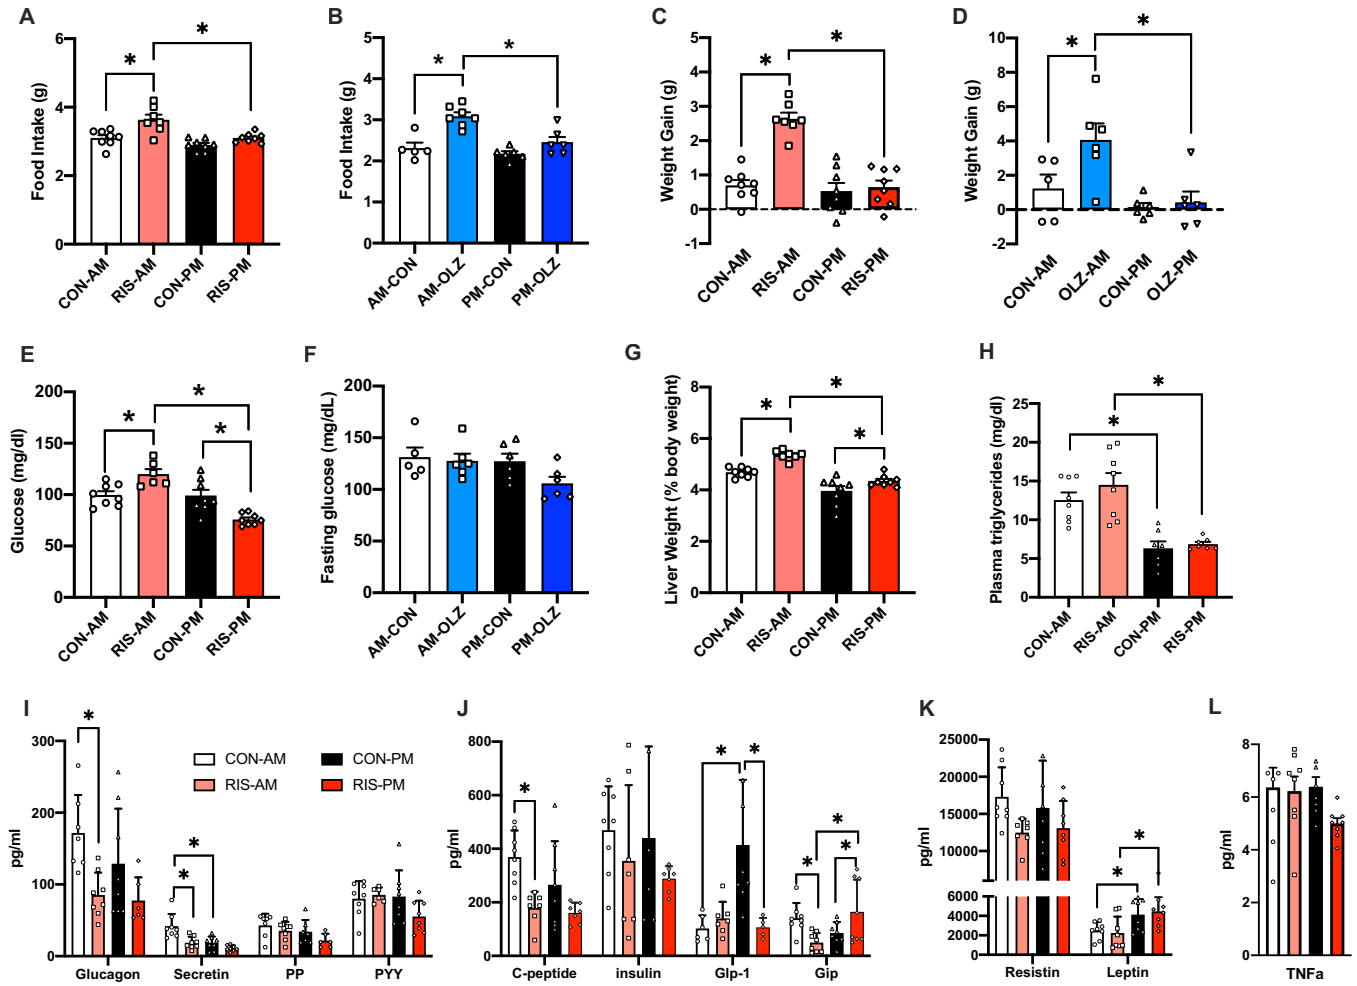 A
Food Intake (g)
6
4
2
0
*
*
CON-AM
RIS-AM
CON-PM
RIS-PM
B
Food Intake (g)
5
4
3
2
1
0
*
*
AM-CON
AM-OLZ
PM-CON
PM-OLZ
C
Weight Gain (g)
5
4
3
2
1
0
-1
*
*
CON-AM
RIS-AM
CON-PM
RIS-PM
D
Weight Gain (g)
10
8
6
4
2
0
-2
*
*
CON-AM
OLZ-AM
CON-PM
OLZ-PM
E
Glucose (mg/dl)
200
150
100
50
0
*
*
*
CON-AM
RIS-AM
CON-PM
RIS-PM
F
Fasting glucose (mg/dL)
200
150
100
50
0
AM-CON
AM-OLZ
PM-CON
PM-OLZ
G
Liver Weight (% body weight)
8
6
4
2
0
*
*
*
CON-AM
RIS-AM
CON-PM
RIS-PM
H
Plasma triglycerides (mg/dl)
25
20
15
10
5
0
*
*
CON-AM
RIS-AM
CON-PM
RIS-PM
I
pg/ml
300
200
100
0
*
*
*
CON-AM
CON-PM
RIS-AM
RIS-PM
Glucagon
Secretin
PP
PYY
J
pg/ml
800
600
400
200
0
*
*
*
*
*
*
C-peptide
insulin
Glp-1
Gip
K
pg/ml
25000
20000
15000
10000
6000
4000
2000
0
*
*
Resistin
Leptin
L
pg/ml
8
6
4
2
0
TNFa